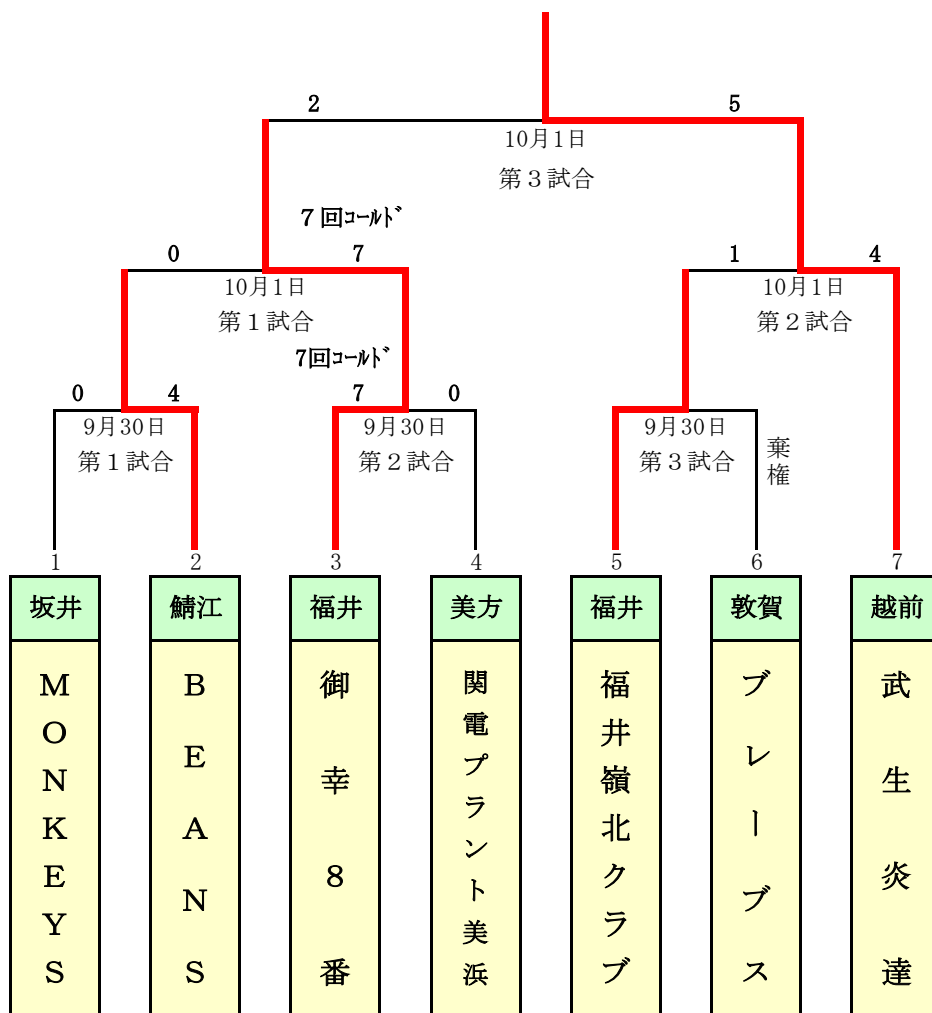 2
5
10月1日
第3試合
7回コールド
0
7
1
4
10月1日
第1試合
10月1日
第2試合
7回コールド
0
4
7
0
9月30日
第1試合
9月30日
第2試合
9月30日
第3試合
棄権
1
2
3
4
5
6
7
坂井
鯖江
福井
美方
福井
敦賀
越前
MONKEYS
BEANS
御幸8番
関電プラント美浜
福井嶺北クラブ
ブレーブス
武生炎達